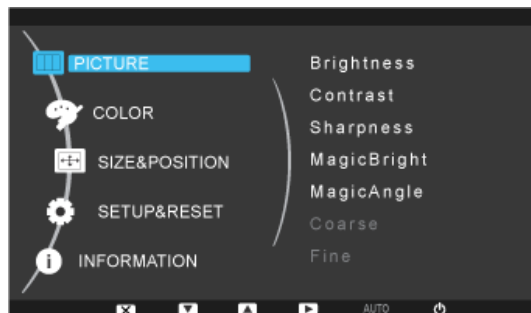 PICTURE
COLOR
SIZE&POSITION
SETUP&RESET
INFORMATION
Brightness
Contrast
Sharpness
MagicBright
MagicAngle
Coarse
Fine
AUTO